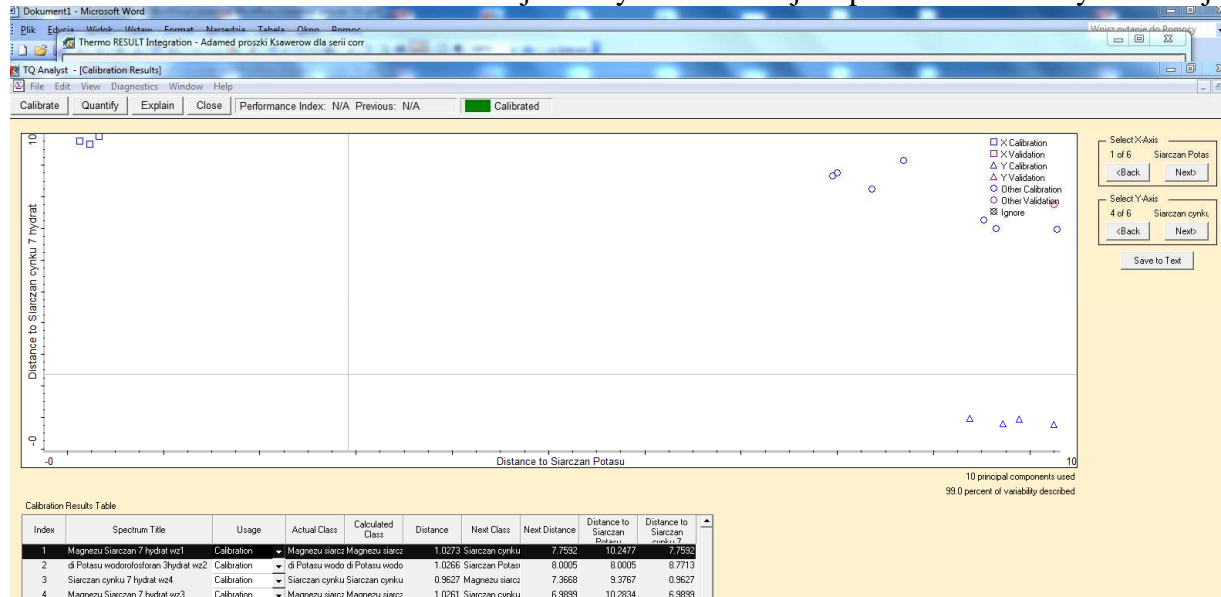 Dokument1 - Microsoft Word
Plik Edycja Widok Wstaw Format Narzędzia Tabela Okno Pomoc
Wpisz pytanie do Pomocy
Thermo RESULT Integration - Adamed proszki Ksawerow dla serii corr
TQ Analyst - [Calibration Results]
File Edit View Diagnostics Window Help
Calibrate Quantify Explain Close Performance Index: N/A Previous: N/A Calibrated
10
Distance to Siarczan cynku 7 hydrat
-0
X Calibration
X Validation
Y Calibration
Y Validation
Other Calibration
Other Validation
Ignore
Select X-Axis
1 of 6 Siarczan Potas
<Back Next>
Select Y-Axis
4 of 6 Siarczan cynku
<Back Next>
Save to Text
-0 Distance to Siarczan Potasu 10
10 principal components used
99.0 percent of variability described
Calibration Results Table
Index Spectrum Title Usage Actual Class Calculated Class Distance Next Class Next Distance Distance to Siarczan Potasu Distance to Siarczan cynku 7
1 Magnezu Siarczan 7 hydrat wz1 Calibration Magnezu siarcz Magnezu siarcz 1.0273 Siarczan cynku 7.7592 10.2477 7.7592
2 di Potasu wodorofosforan 3hydrat wz2 Calibration di Potasu wodo di Potasu wodo 1.0266 Siarczan Potasu 8.0005 8.0005 8.7713
3 Siarczan cynku 7 hydrat wz4 Calibration Siarczan cynku Siarczan cynku 0.9627 Magnezu siarcz 7.3668 9.3767 0.9627
4 Magnezu Siarczan 7 hydrat wz3 Calibration Magnezu siarcz Magnezu siarcz 1.0261 Siarczan cynku 6.9899 10.2834 6.9899